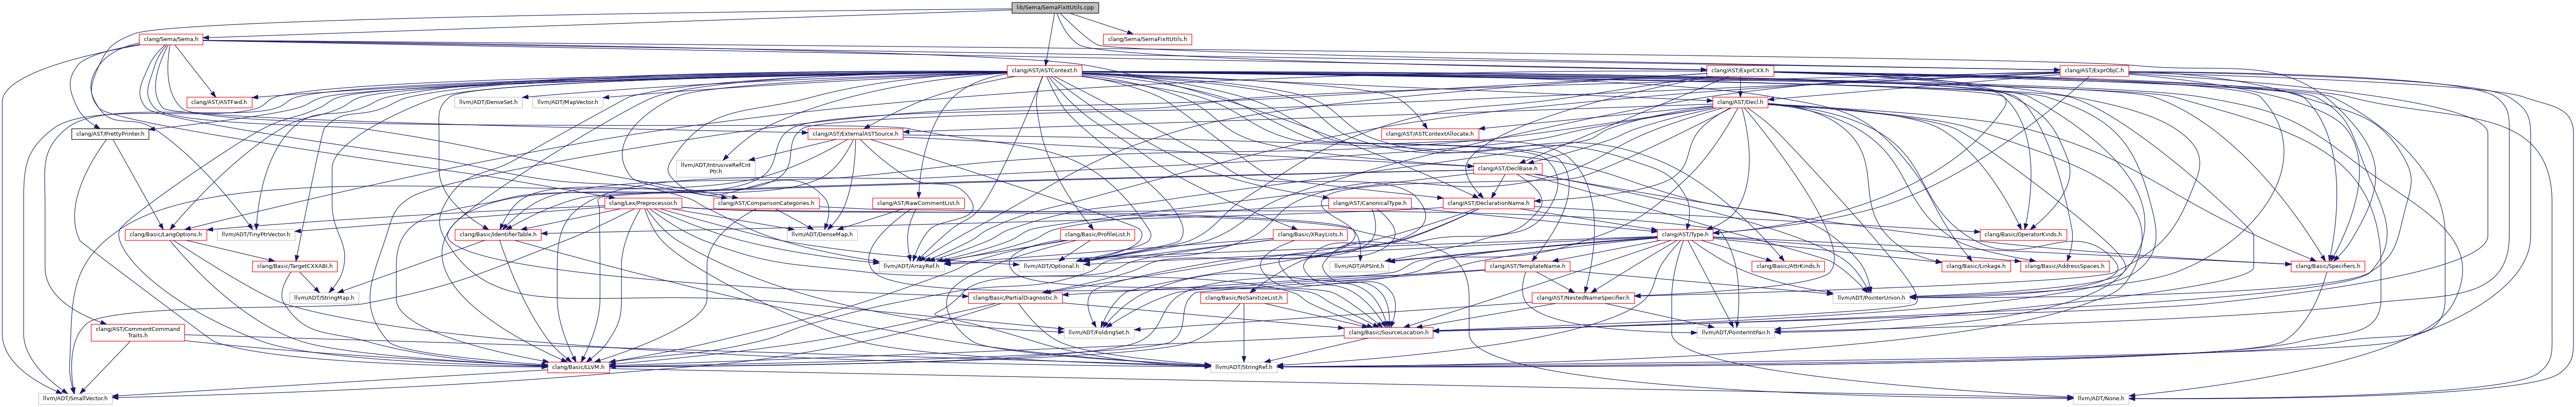 lib/Sema/SemaFixItUtils.cpp
clang/Sema/Sema.h
clang/Sema/SemaFixItUtils.h
clang/AST/ASTContext.h
clang/AST/ExprCXX.h
clang/AST/ExprObjC.h
clang/AST/ASTFwd.h
llvm/ADT/DenseSet.h
llvm/ADT/MapVector.h
clang/AST/Decl.h
clang/AST/PrettyPrinter.h
clang/AST/ExternalASTSource.h
clang/AST/ASTContextAllocate.h
llvm/ADT/IntrusiveRefCnt
Ptr.h
clang/AST/DeclBase.h
clang/Lex/Preprocessor.h
clang/AST/ComparisonCategories.h
clang/AST/RawCommentList.h
clang/AST/CanonicalType.h
clang/AST/DeclarationName.h
clang/Basic/LangOptions.h
llvm/ADT/TinyPtrVector.h
clang/Basic/IdentifierTable.h
llvm/ADT/DenseMap.h
clang/Basic/ProfileList.h
clang/Basic/XRayLists.h
clang/AST/Type.h
clang/Basic/OperatorKinds.h
clang/Basic/TargetCXXABI.h
llvm/ADT/ArrayRef.h
llvm/ADT/Optional.h
llvm/ADT/APSInt.h
clang/AST/TemplateName.h
clang/Basic/AttrKinds.h
clang/Basic/Linkage.h
clang/Basic/AddressSpaces.h
clang/Basic/Specifiers.h
llvm/ADT/StringMap.h
clang/Basic/PartialDiagnostic.h
clang/Basic/NoSanitizeList.h
clang/AST/NestedNameSpecifier.h
llvm/ADT/PointerUnion.h
clang/AST/CommentCommand
Traits.h
llvm/ADT/FoldingSet.h
clang/Basic/SourceLocation.h
llvm/ADT/PointerIntPair.h
clang/Basic/LLVM.h
llvm/ADT/StringRef.h
llvm/ADT/SmallVector.h
llvm/ADT/None.h